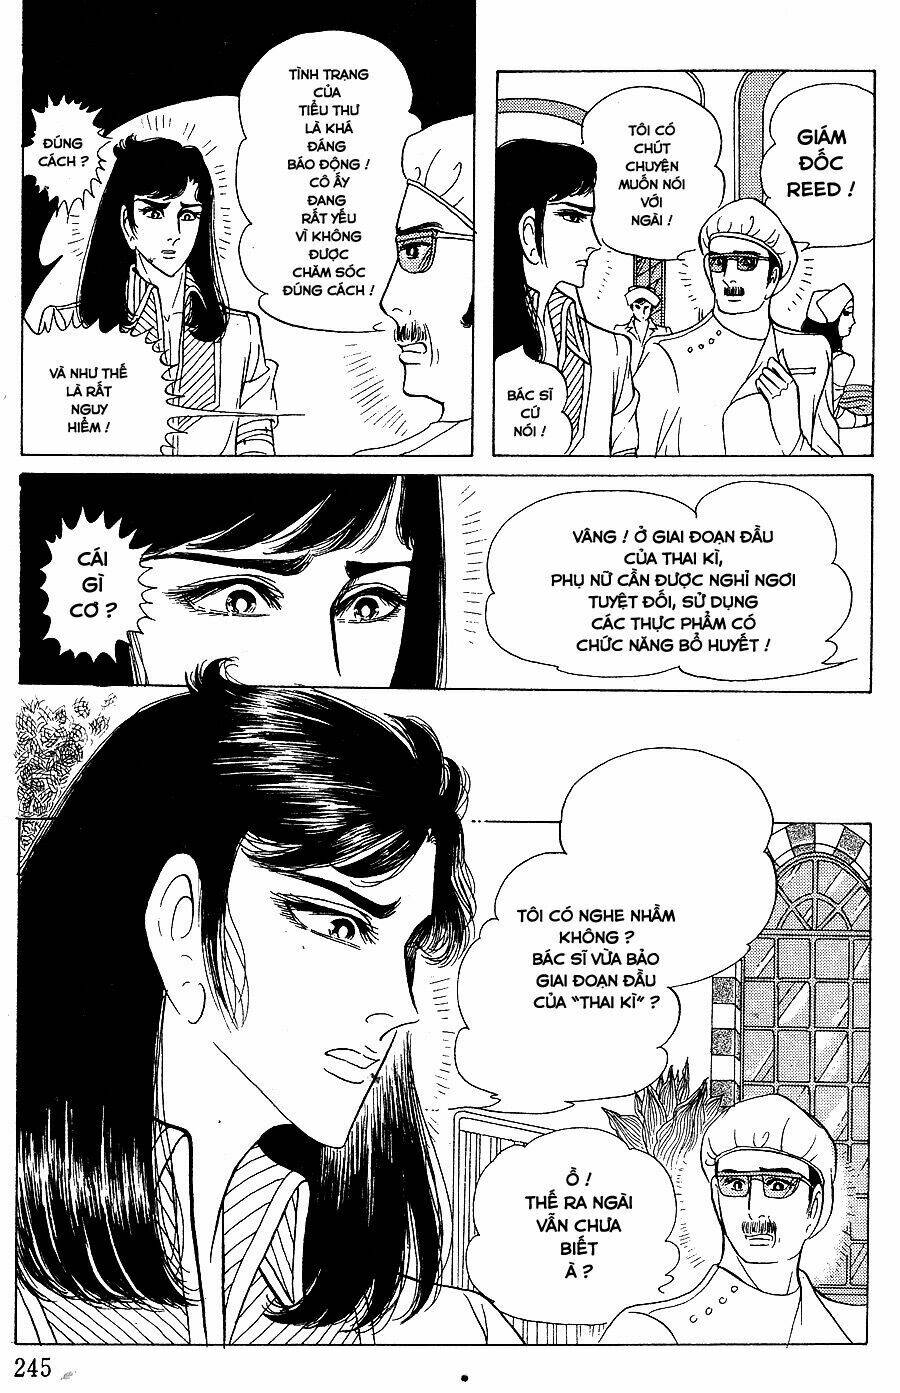 GIÁM
ĐỐC
REED !
TÔI CÓ
CHÚT
CHUYỆN
MUỐN NÓI
VỚI
NGÀI !
BÁC SĨ
CỨ
NÓI !
TÌNH TRẠNG
CỦA
TIỂU THƯ
LÀ KHÁ
ĐÁNG
BÁO ĐỘNG !
CÔ ẤY
ĐANG
RẤT YẾU
VÌ KHÔNG
ĐƯỢC
CHĂM SÓC
ĐÚNG CÁCH !
ĐÚNG
CÁCH ?
VÀ NHƯ THẾ
LÀ RẤT
NGUY
HIỂM !
VÂNG ! Ở GIAI ĐOẠN ĐẦU
CỦA THAI KÌ,
PHỤ NỮ CẦN ĐƯỢC NGHỈ NGƠI
TUYỆT ĐỐI, SỬ DỤNG
CÁC THỰC PHẨM CÓ
CHỨC NĂNG BỔ HUYẾT !
CÁI
GÌ
CƠ ?
TÔI CÓ NGHE NHẦM
KHÔNG ?
BÁC SĨ VỪA BẢO
GIAI ĐOẠN ĐẦU
CỦA "THAI KÌ" ?
Ồ !
THẾ RA NGÀI
VẪN CHƯA
BIẾT
À ?
245